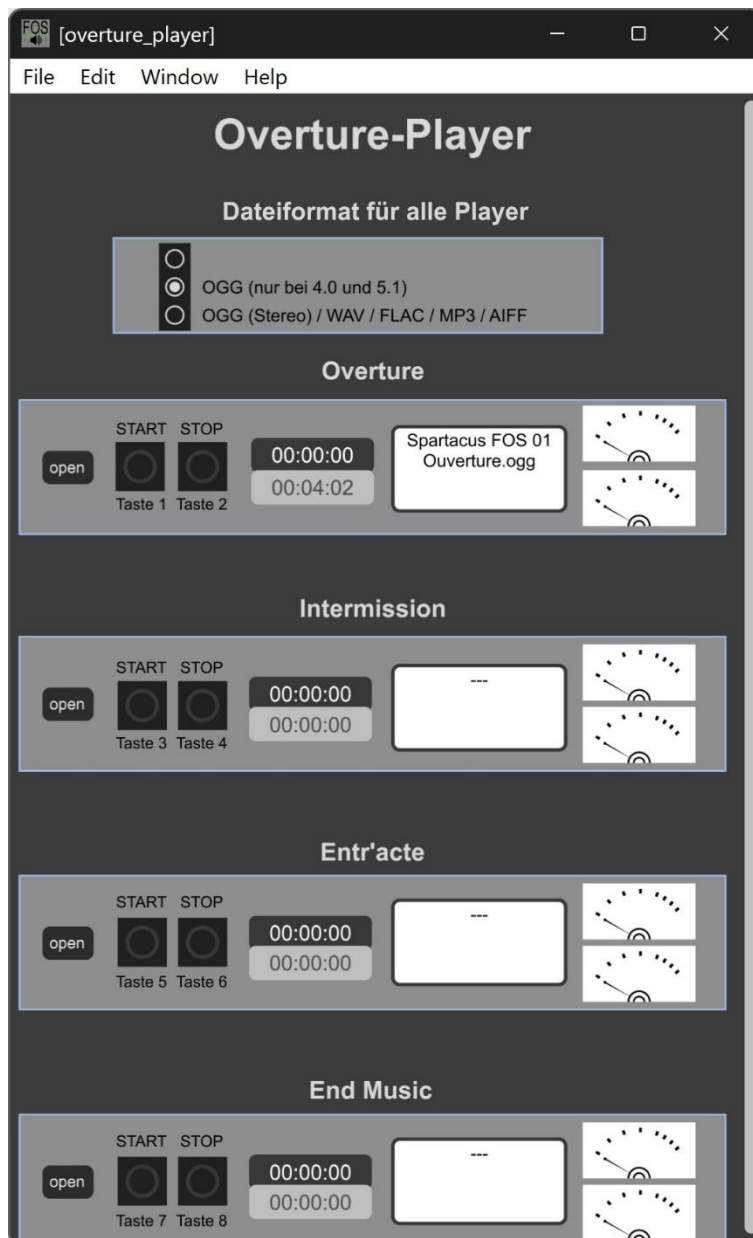 FOS
[overture_player]
File Edit Window Help
Overture-Player
Dateiformat für alle Player
OGG (nur bei 4.0 und 5.1)
OGG (Stereo) / WAV / FLAC / MP3 / AIFF
Overture
START STOP
open
Taste 1 Taste 2
00:00:00
00:04:02
Spartacus FOS 01
Ouverture.ogg
Intermission
START STOP
open
Taste 3 Taste 4
00:00:00
00:00:00
---
Entr'acte
START STOP
open
Taste 5 Taste 6
00:00:00
00:00:00
---
End Music
START STOP
open
Taste 7 Taste 8
00:00:00
00:00:00
---